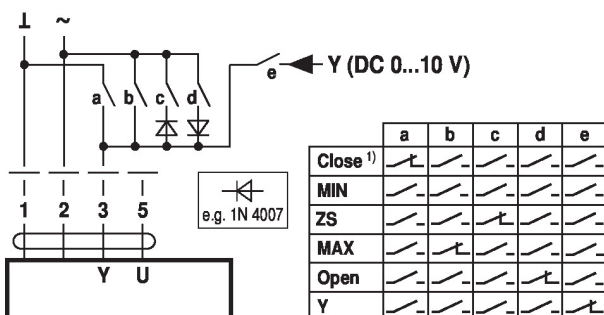 ⊥ ~
a b c d e
Y (DC 0...10 V)
1 2 3 5
Y U
e.g. 1N 4007
a b c d e
Close 1)
MIN
ZS
MAX
Open
Y